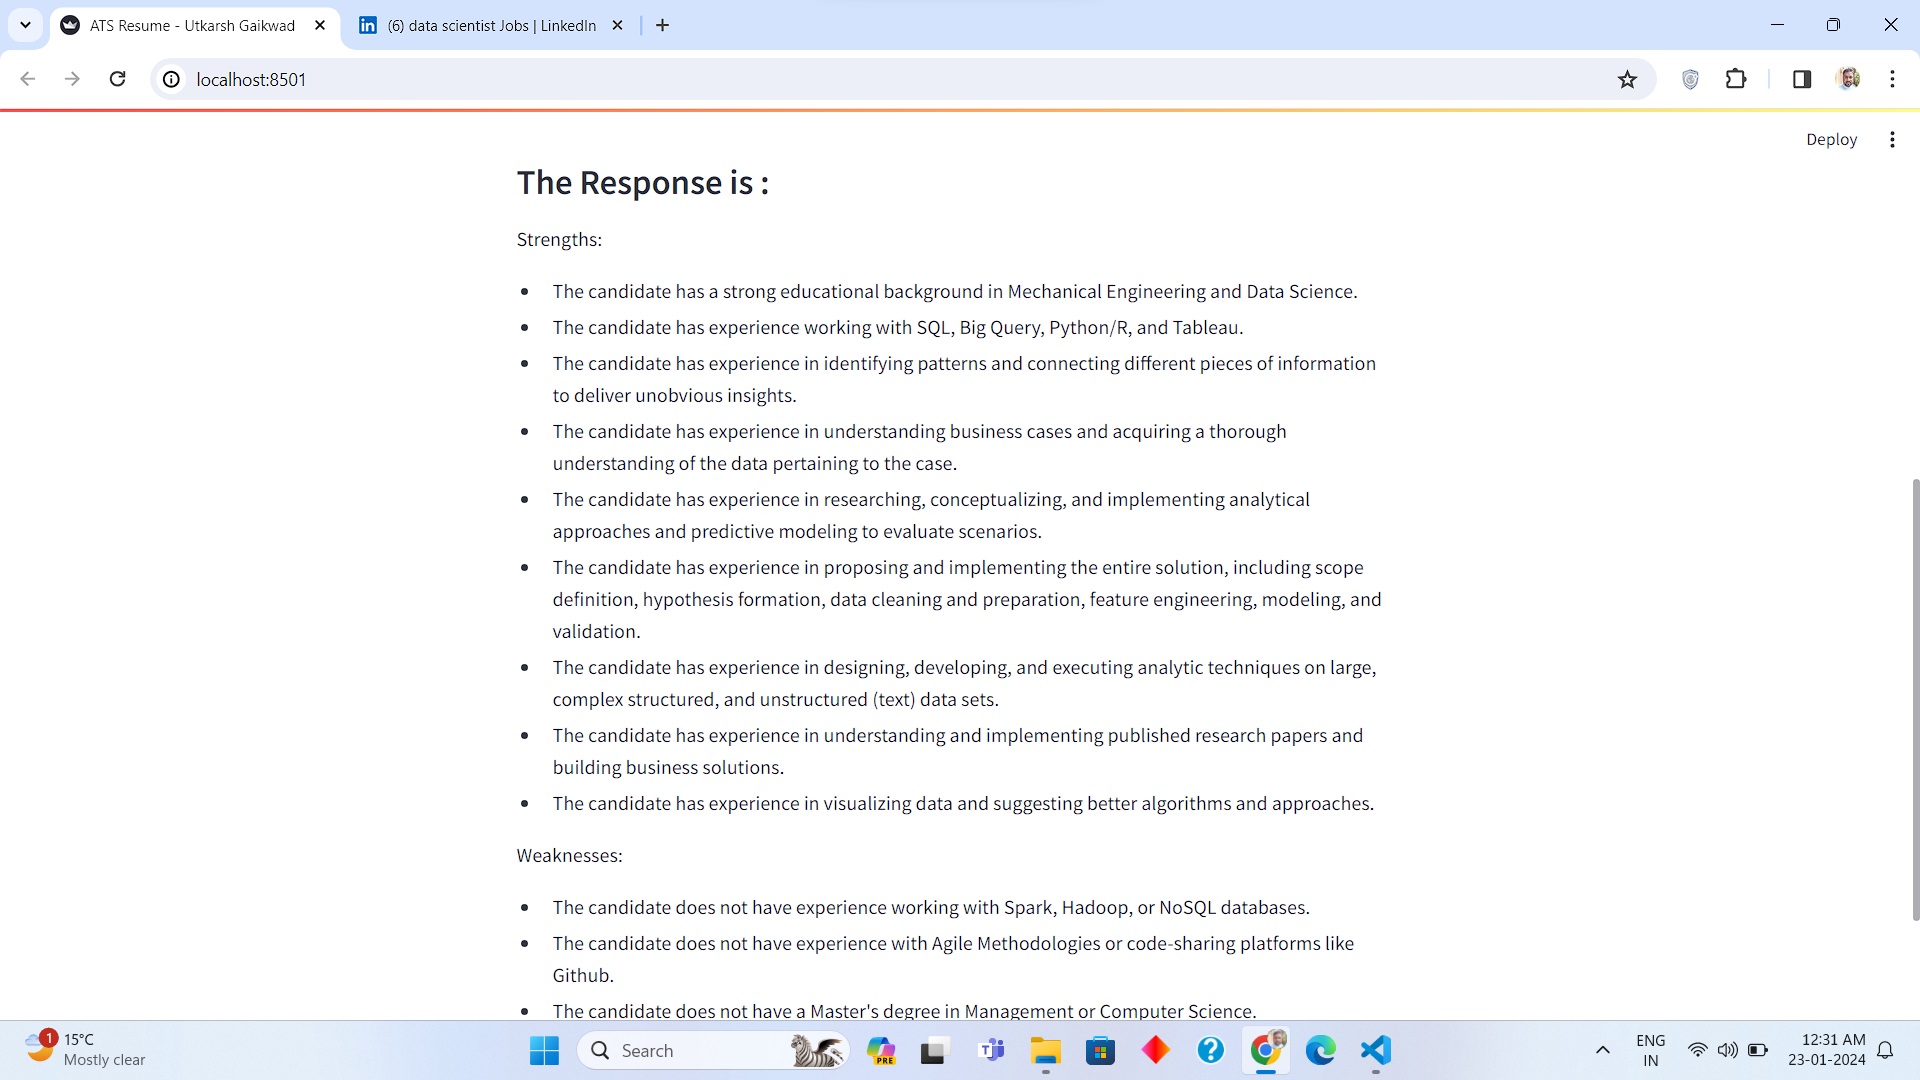 ATS Resume - Utkarsh Gaikwad
(6) data scientist Jobs | LinkedIn
localhost:8501
Deploy
The Response is :
Strengths:
The candidate has a strong educational background in Mechanical Engineering and Data Science.
The candidate has experience working with SQL, Big Query, Python/R, and Tableau.
The candidate has experience in identifying patterns and connecting different pieces of information
to deliver unobvious insights.
The candidate has experience in understanding business cases and acquiring a thorough
understanding of the data pertaining to the case.
The candidate has experience in researching, conceptualizing, and implementing analytical
approaches and predictive modeling to evaluate scenarios.
The candidate has experience in proposing and implementing the entire solution, including scope
definition, hypothesis formation, data cleaning and preparation, feature engineering, modeling, and
validation.
The candidate has experience in designing, developing, and executing analytic techniques on large,
complex structured, and unstructured (text) data sets.
The candidate has experience in understanding and implementing published research papers and
building business solutions.
The candidate has experience in visualizing data and suggesting better algorithms and approaches.
Weaknesses:
The candidate does not have experience working with Spark, Hadoop, or NoSQL databases.
The candidate does not have experience with Agile Methodologies or code-sharing platforms like
Github.
The candidate does not have a Master's degree in Management or Computer Science.
1
15°C
Mostly clear
Search
PRE
ENG
IN
12:31 AM
23-01-2024